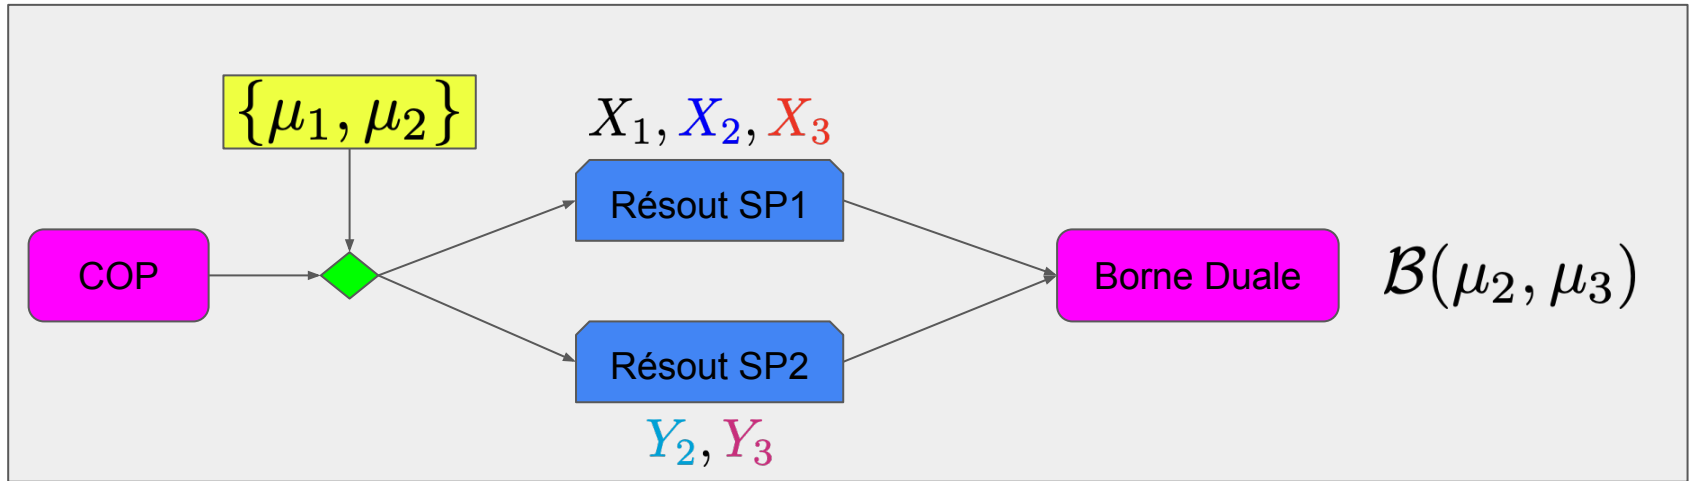 {μ₁, μ₂}
X₁, X₂, X₃
Résout SP1
COP
Borne Duale
ℬ(μ₂, μ₃)
Résout SP2
Y₂, Y₃